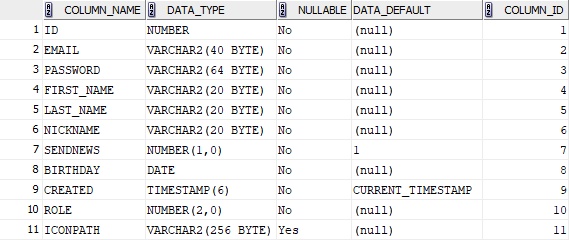 COLUMN_NAME DATA_TYPE NULLABLE DATA_DEFAULT COLUMN_ID
1 ID NUMBER No (null) 1
2 EMAIL VARCHAR2(40 BYTE) No (null) 2
3 PASSWORD VARCHAR2(64 BYTE) No (null) 3
4 FIRST_NAME VARCHAR2(20 BYTE) No (null) 4
5 LAST_NAME VARCHAR2(20 BYTE) No (null) 5
6 NICKNAME VARCHAR2(20 BYTE) No (null) 6
7 SENDNEWS NUMBER(1,0) No 1 7
8 BIRTHDAY DATE No (null) 8
9 CREATED TIMESTAMP(6) No CURRENT_TIMESTAMP 9
10 ROLE NUMBER(2,0) No (null) 10
11 ICONPATH VARCHAR2(256 BYTE) Yes (null) 11